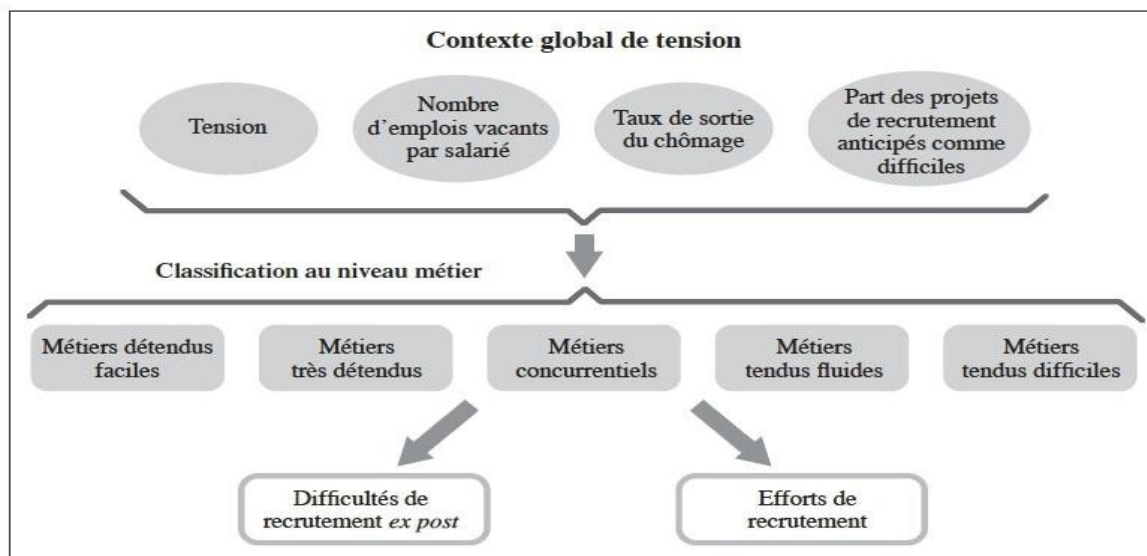 Contexte global de tension
Tension
Nombre
d'emplois vacants
par salarié
Taux de sortie
du chômage
Part des projets
de recrutement
anticipés comme
difficiles
Classification au niveau métier
Métiers détendus
faciles
Métiers
très détendus
Métiers
concurrentiels
Métiers
tendus fluides
Métiers
tendus difficiles
Difficultés de
recrutement ex post
Efforts de
recrutement